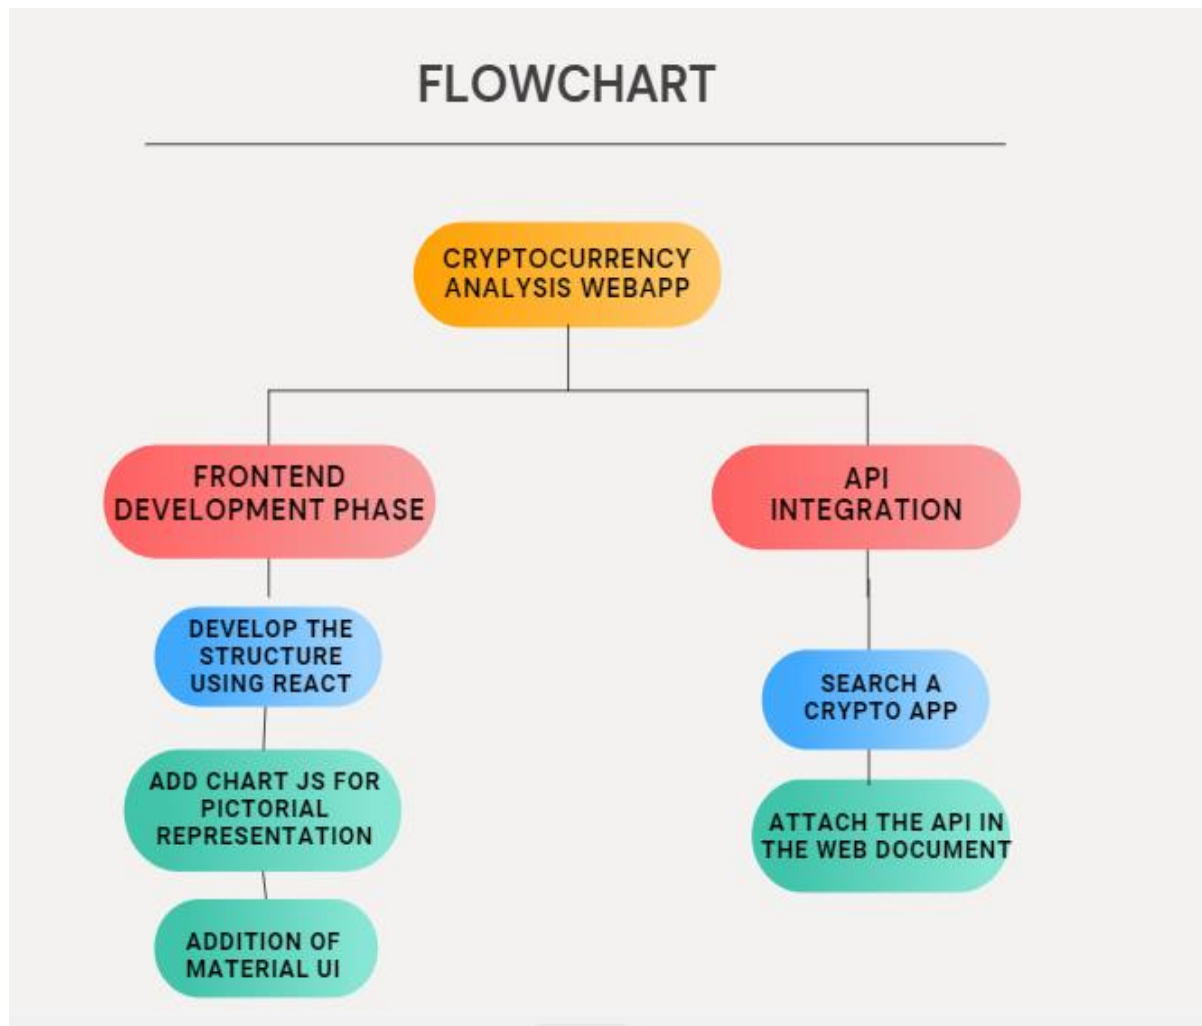 FLOWCHART
CRYPTOCURRENCY
ANALYSIS WEBAPP
FRONTEND
DEVELOPMENT PHASE
DEVELOP THE
STRUCTURE
USING REACT
ADD CHART JS FOR
PICTORIAL
REPRESENTATION
ADDITION OF
MATERIAL UI
API
INTEGRATION
SEARCH A
CRYPTO APP
ATTACH THE API IN
THE WEB DOCUMENT